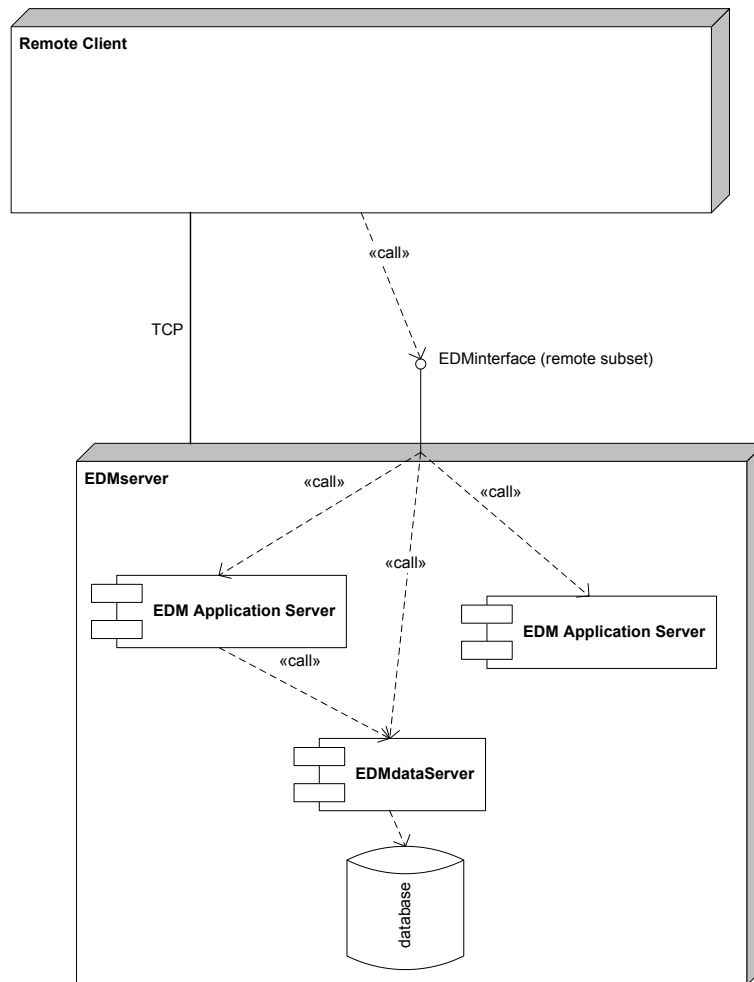 Remote Client
«call»
TCP
EDMinterface (remote subset)
EDMserver
«call»
«call»
«call»
EDM Application Server
EDM Application Server
«call»
EDMdataServer
database